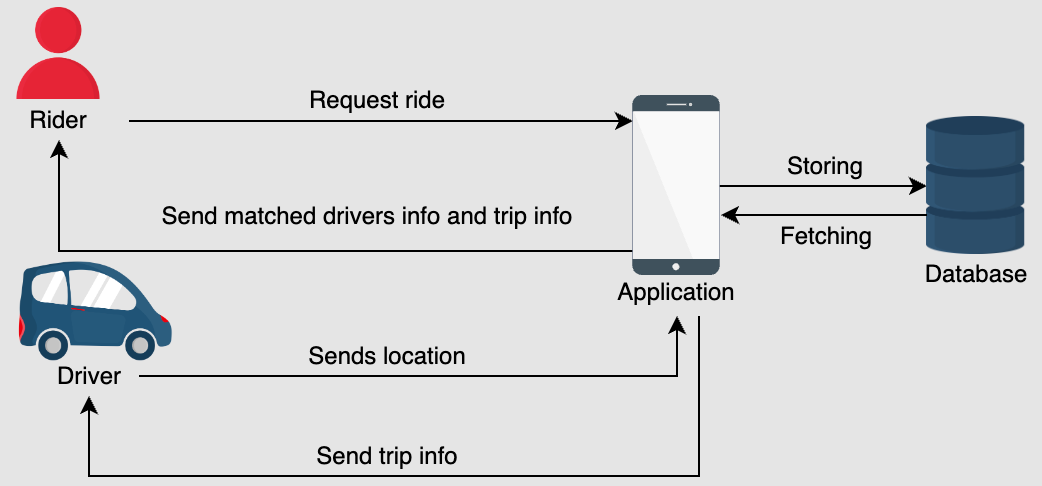 Request ride
Rider
Storing
Send matched drivers info and trip info
Fetching
Database
Application
Sends location
Driver
Send trip info